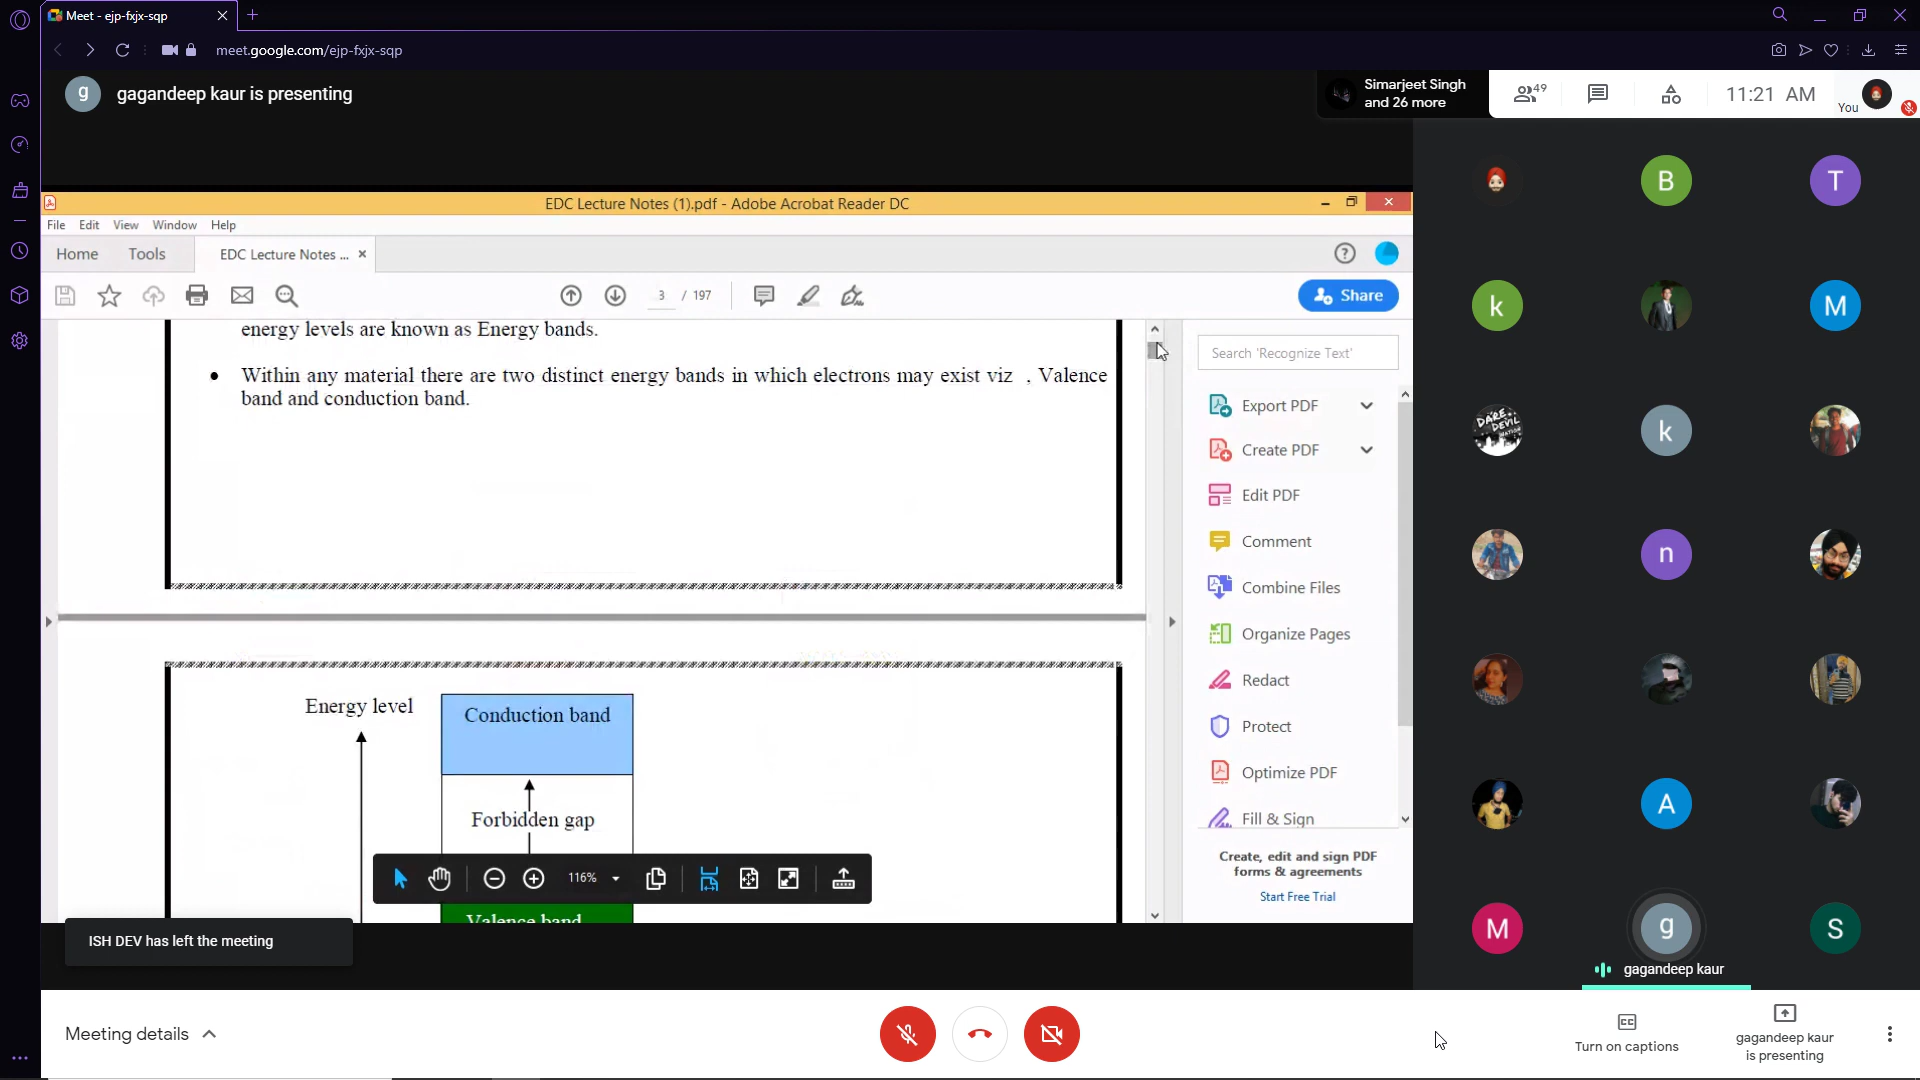 Meet - ejp-fxjx-sqp
meet.google.com/ejp-fxjx-sqp
g
gagandeep kaur is presenting
Simarjeet Singh
and 26 more
49
11:21 AM
You
EDC Lecture Notes (1).pdf - Adobe Acrobat Reader DC
File Edit View Window Help
Home Tools EDC Lecture Notes ...
3 / 197
Share
energy levels are known as Energy bands.
Within any material there are two distinct energy bands in which electrons may exist viz , Valence
band and conduction band.
Energy level
Conduction band
Forbidden gap
Valence band
116%
Search 'Recognize Text'
Export PDF
Create PDF
Edit PDF
Comment
Combine Files
Organize Pages
Redact
Protect
Optimize PDF
Fill & Sign
Create, edit and sign PDF
forms & agreements
Start Free Trial
B T
k M
DARE
DEVIL
k
n
A
M g S
gagandeep kaur
ISH DEV has left the meeting
Meeting details
Turn on captions
gagandeep kaur
is presenting